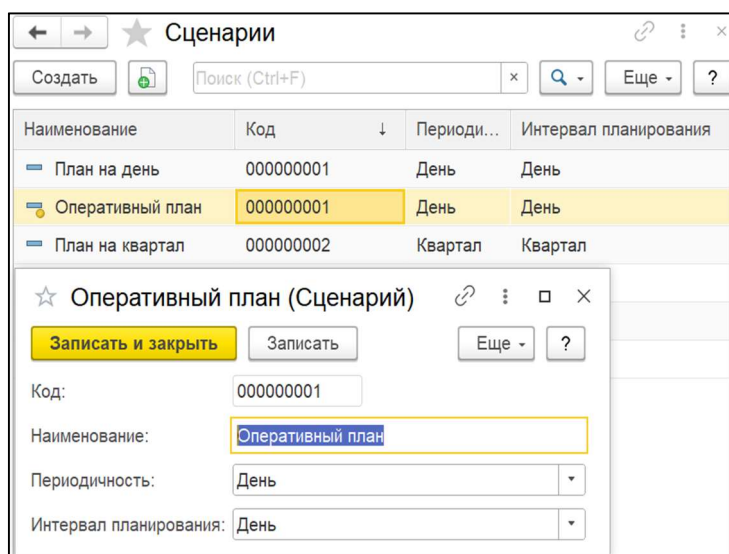 Сценарии
Создать Поиск (Ctrl+F) × Еще ?
Наименование Код ↓ Периоди... Интервал планирования
План на день 000000001 День День
Оперативный план 000000001 День День
План на квартал 000000002 Квартал Квартал
Оперативный план (Сценарий)
Записать и закрыть Записать Еще ?
Код: 000000001
Наименование: Оперативный план
Периодичность: День
Интервал планирования: День